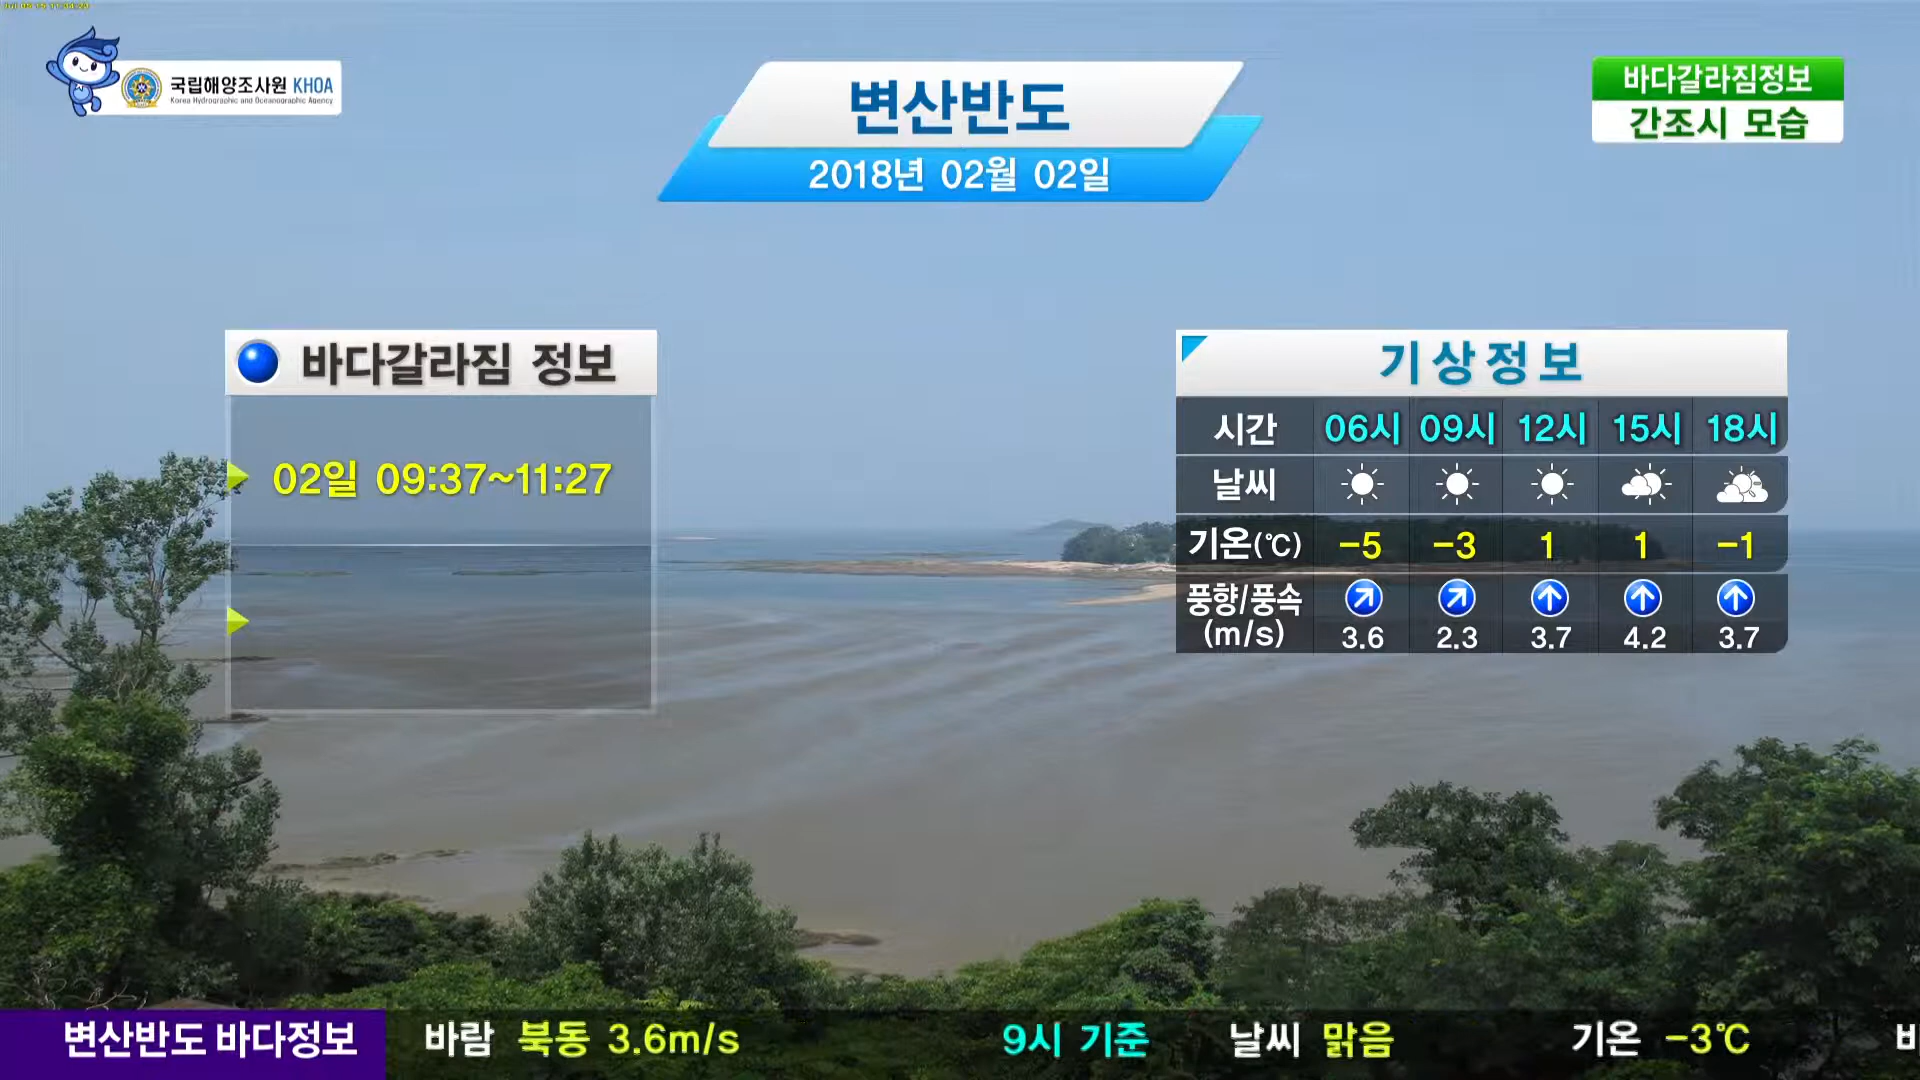 국립해양조사원 KHOA
Korea Hydrographic and Oceanographic Agency
변산반도
2018년 02월 02일
바다갈라짐정보
간조시 모습
바다갈라짐 정보
02일 09:37~11:27
기상정보
시간 06시 09시 12시 15시 18시
날씨
기온(℃) -5 -3 1 1 -1
풍향/풍속
(m/s) 3.6 2.3 3.7 4.2 3.7
변산반도 바다정보 바람 북동 3.6m/s 9시 기준 날씨 맑음 기온 -3℃